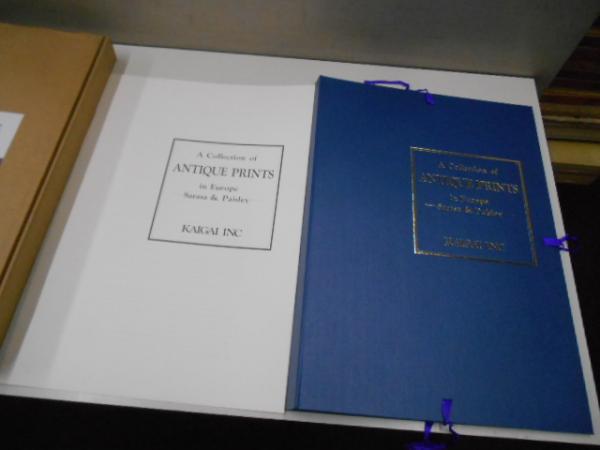 A Collection of
ANTIQUE PRINTS
in Europe
Sarasa & Paisley
KAIGAI INC
A Collection of
ANTIQUE PRINTS
in Europe
— Sarasa & Paisley —
KAIGAI INC